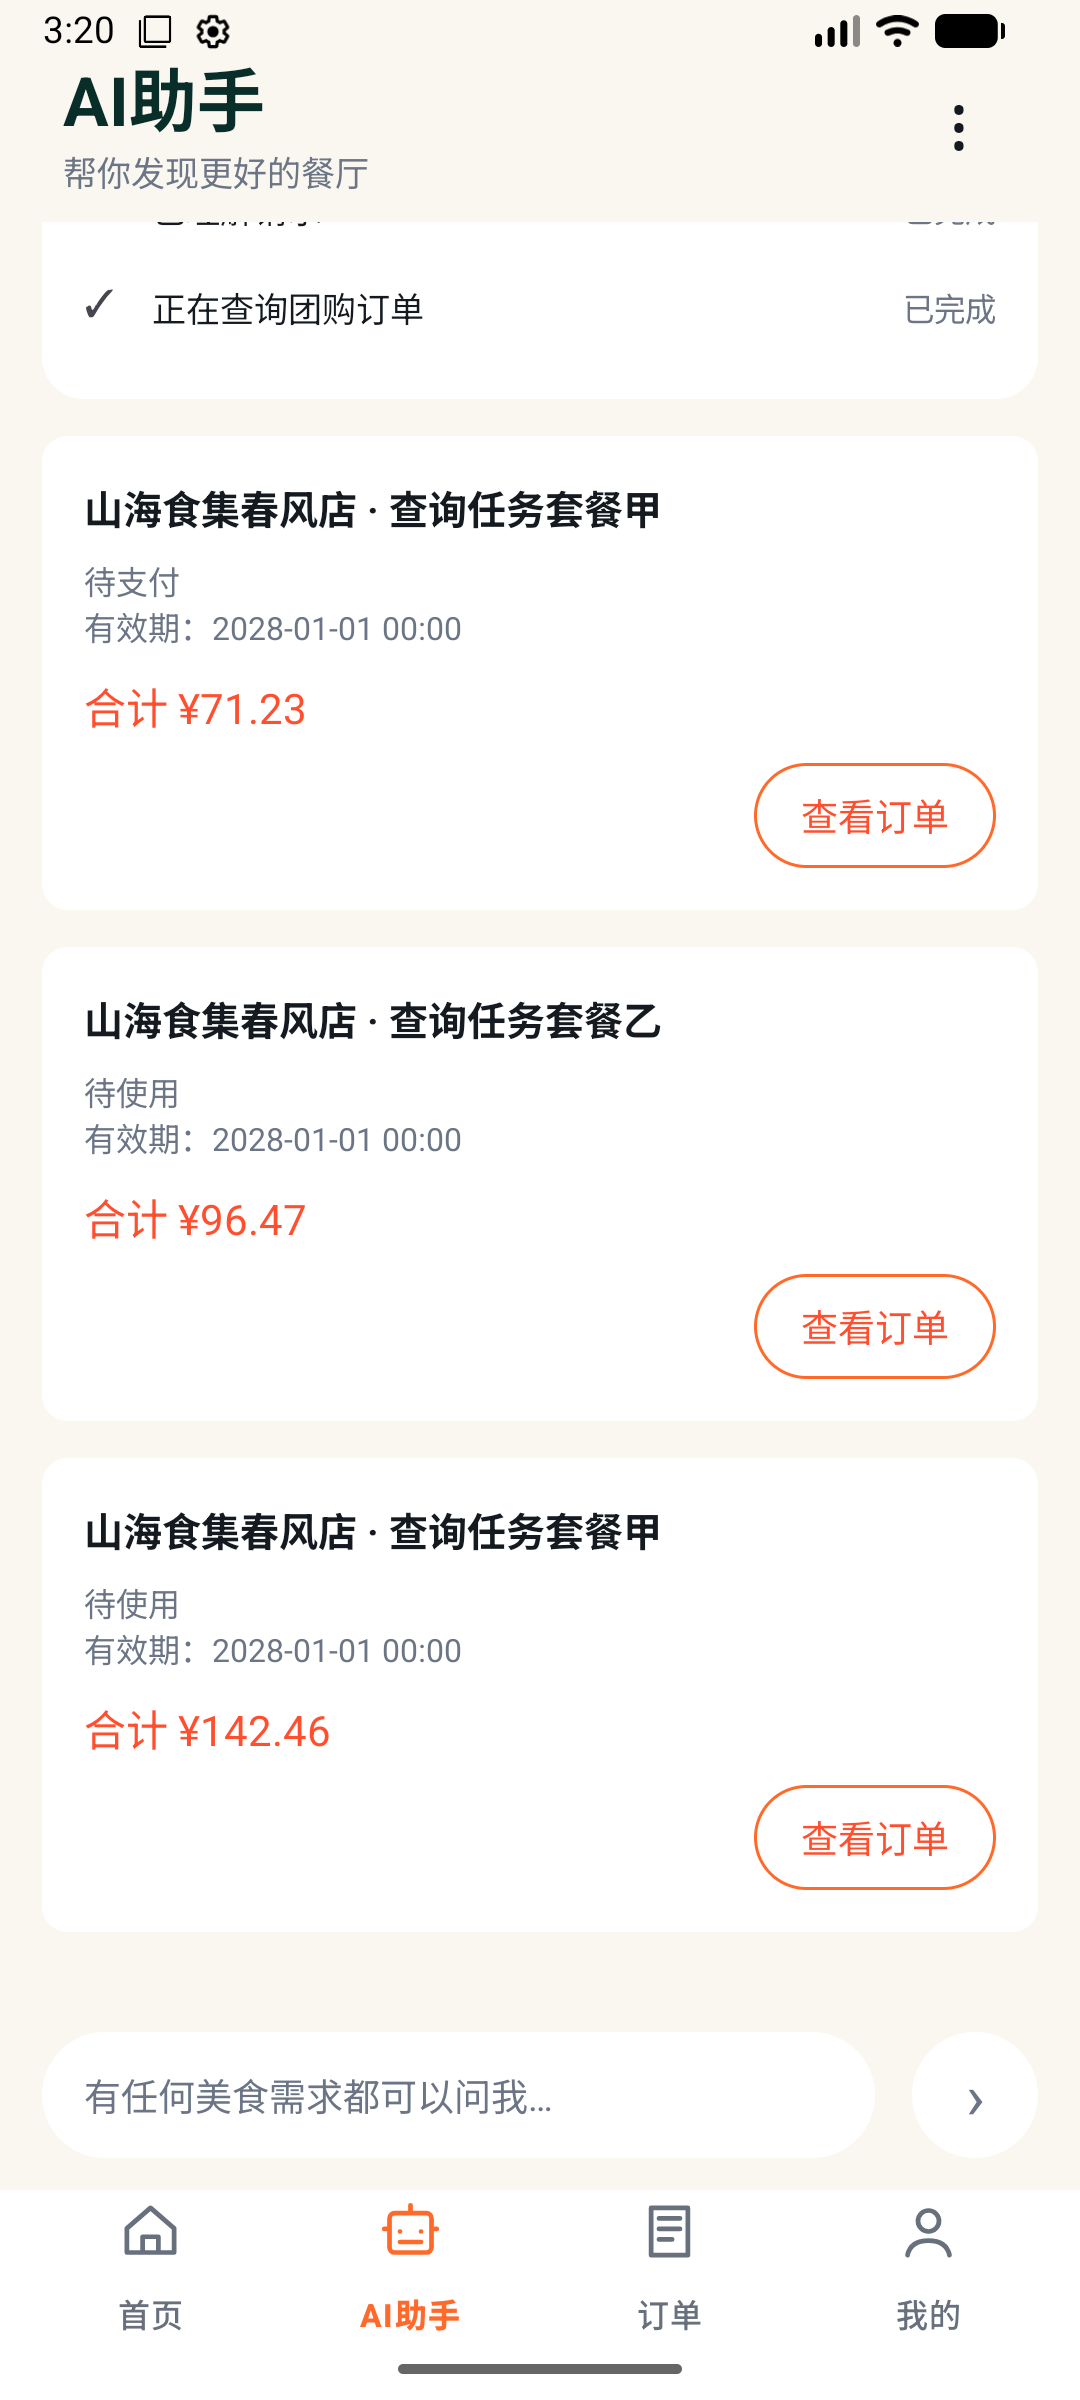 3:20
AI助手
帮你发现更好的餐厅
正在查询团购订单
已完成
山海食集春风店 · 查询任务套餐甲
待支付
有效期：2028-01-01 00:00
合计 ¥71.23
查看订单
山海食集春风店 · 查询任务套餐乙
待使用
有效期：2028-01-01 00:00
合计 ¥96.47
查看订单
山海食集春风店 · 查询任务套餐甲
待使用
有效期：2028-01-01 00:00
合计 ¥142.46
查看订单
有任何美食需求都可以问我...
首页
AI助手
订单
我的